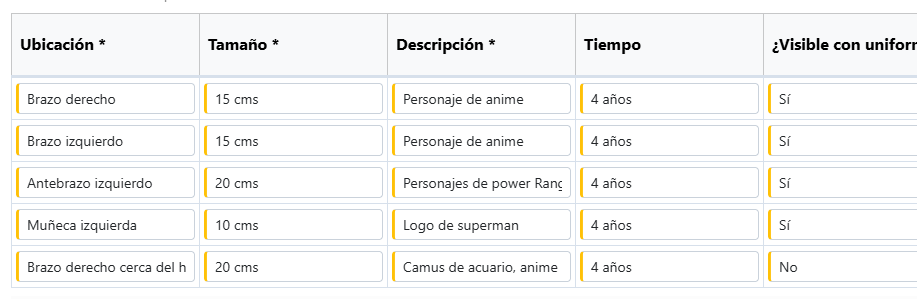 Ubicación * Tamaño * Descripción * Tiempo ¿Visible con unifor
Brazo derecho 15 cms Personaje de anime 4 años Sí
Brazo izquierdo 15 cms Personaje de anime 4 años Sí
Antebrazo izquierdo 20 cms Personajes de power Rang 4 años Sí
Muñeca izquierda 10 cms Logo de superman 4 años Sí
Brazo derecho cerca del h 20 cms Camus de acuario, anime 4 años No